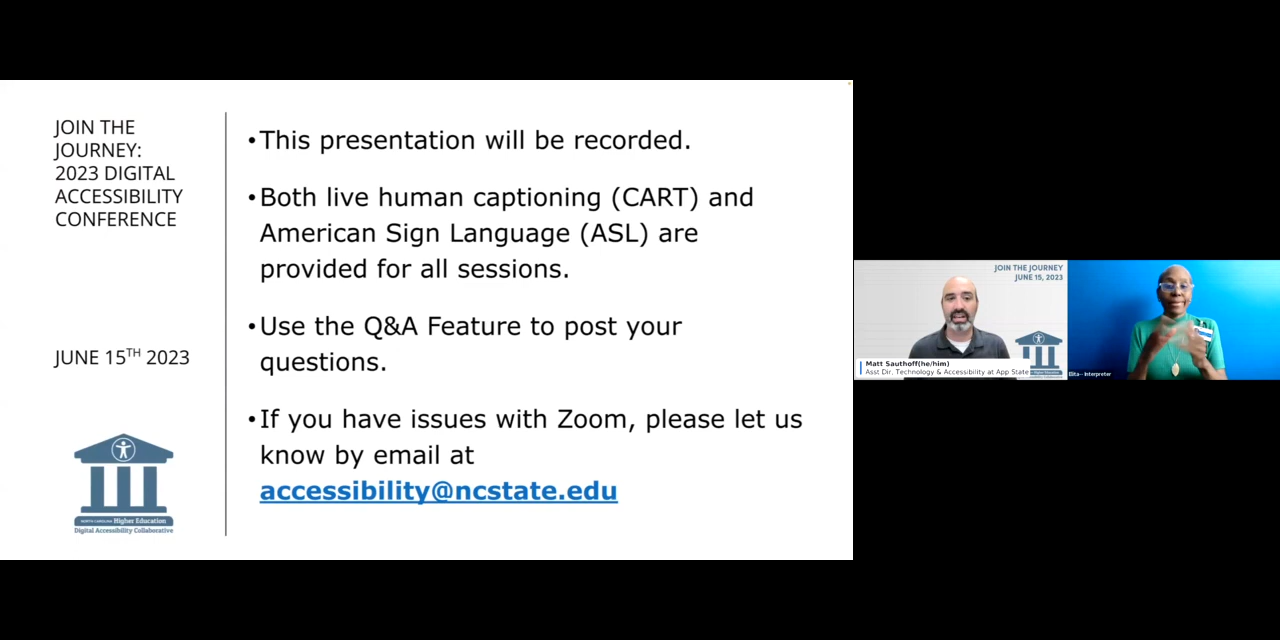 JOIN THE
JOURNEY:
2023 DIGITAL
ACCESSIBILITY
CONFERENCE
JUNE 15TH 2023
NORTH CAROLINA Higher Education
Digital Accessibility Collaborative
•This presentation will be recorded.
•Both live human captioning (CART) and
American Sign Language (ASL) are
provided for all sessions.
•Use the Q&A Feature to post your
questions.
•If you have issues with Zoom, please let us
know by email at
accessibility@ncstate.edu
JOIN THE JOURNEY
JUNE 15, 2023
Matt Sauthoff(he/him)
Asst Dir, Technology & Accessibility at App State
Elita-- Interpreter